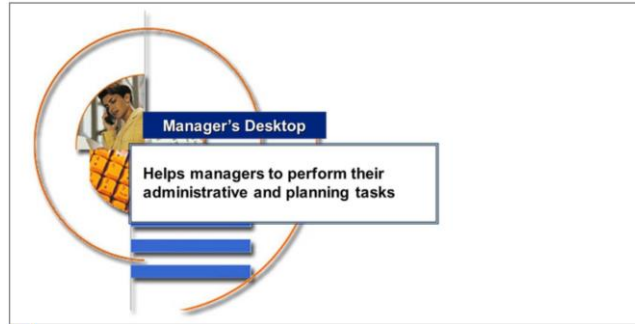 Manager's Desktop
Helps managers to perform their
administrative and planning tasks